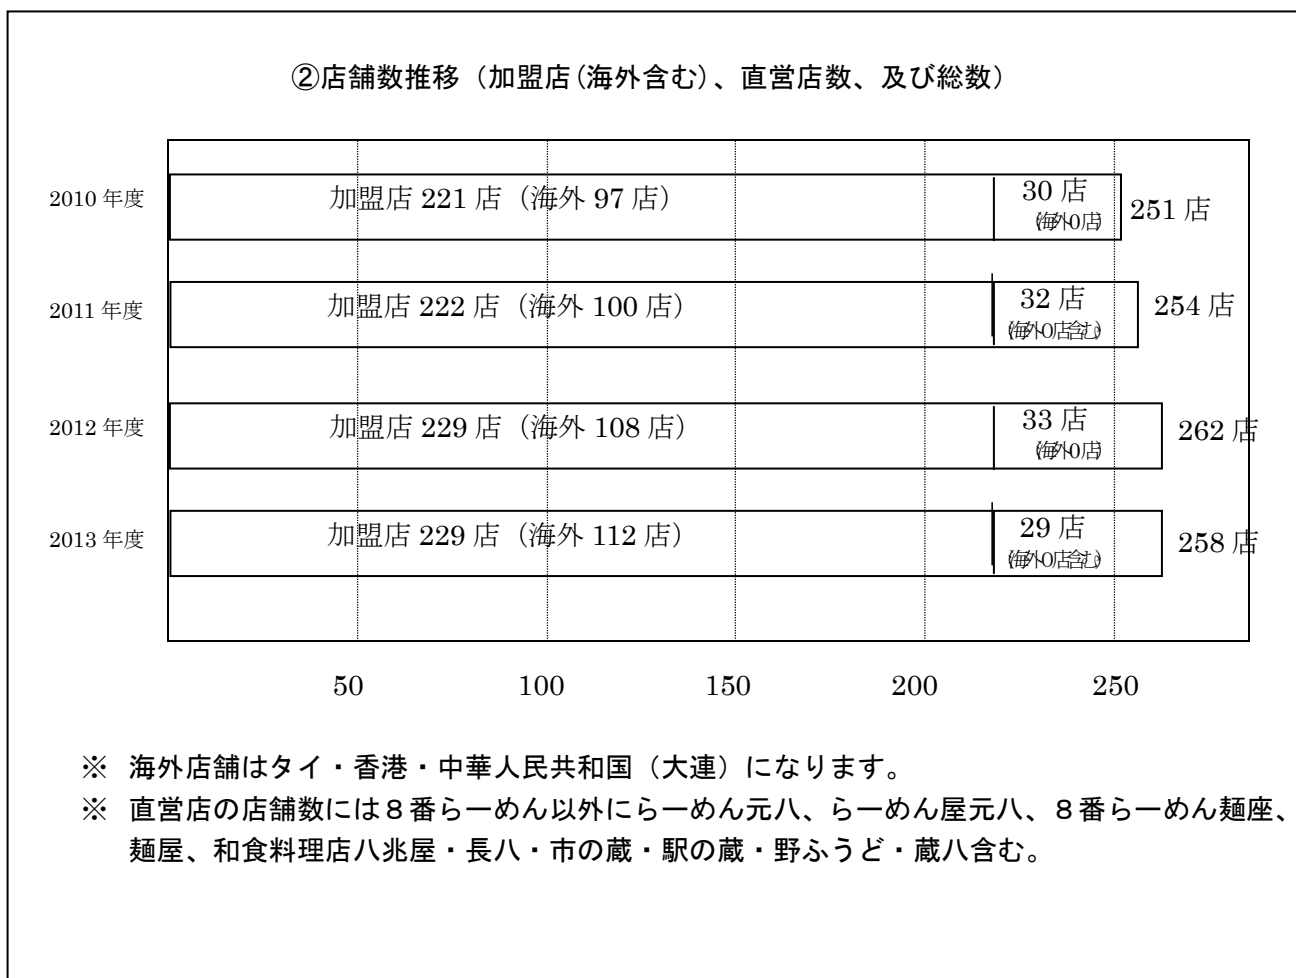 ②店舗数推移（加盟店(海外含む)、直営店数、及び総数）
2010 年度
加盟店 221 店（海外 97 店）
30 店
(海外0店)
251 店
2011 年度
加盟店 222 店（海外 100 店）
32 店
(海外0店含む)
254 店
2012 年度
加盟店 229 店（海外 108 店）
33 店
(海外0店)
262 店
2013 年度
加盟店 229 店（海外 112 店）
29 店
(海外0店含む)
258 店
50 100 150 200 250
※ 海外店舗はタイ・香港・中華人民共和国（大連）になります。
※ 直営店の店舗数には８番らーめん以外にらーめん元八、らーめん屋元八、８番らーめん麺座、
麺屋、和食料理店八兆屋・長八・市の蔵・駅の蔵・野ふうど・蔵八含む。